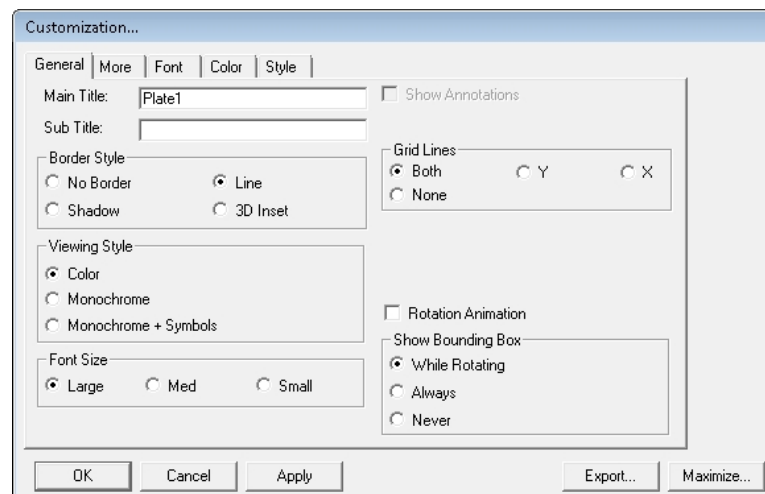 Customization...
General More Font Color Style
Main Title: Plate1
Show Annotations
Sub Title:
Border Style
No Border Line
Shadow 3D Inset
Grid Lines
Both Y X
None
Viewing Style
Color
Monochrome
Monochrome + Symbols
Rotation Animation
Show Bounding Box
While Rotating
Always
Never
Font Size
Large Med Small
OK Cancel Apply Export... Maximize...